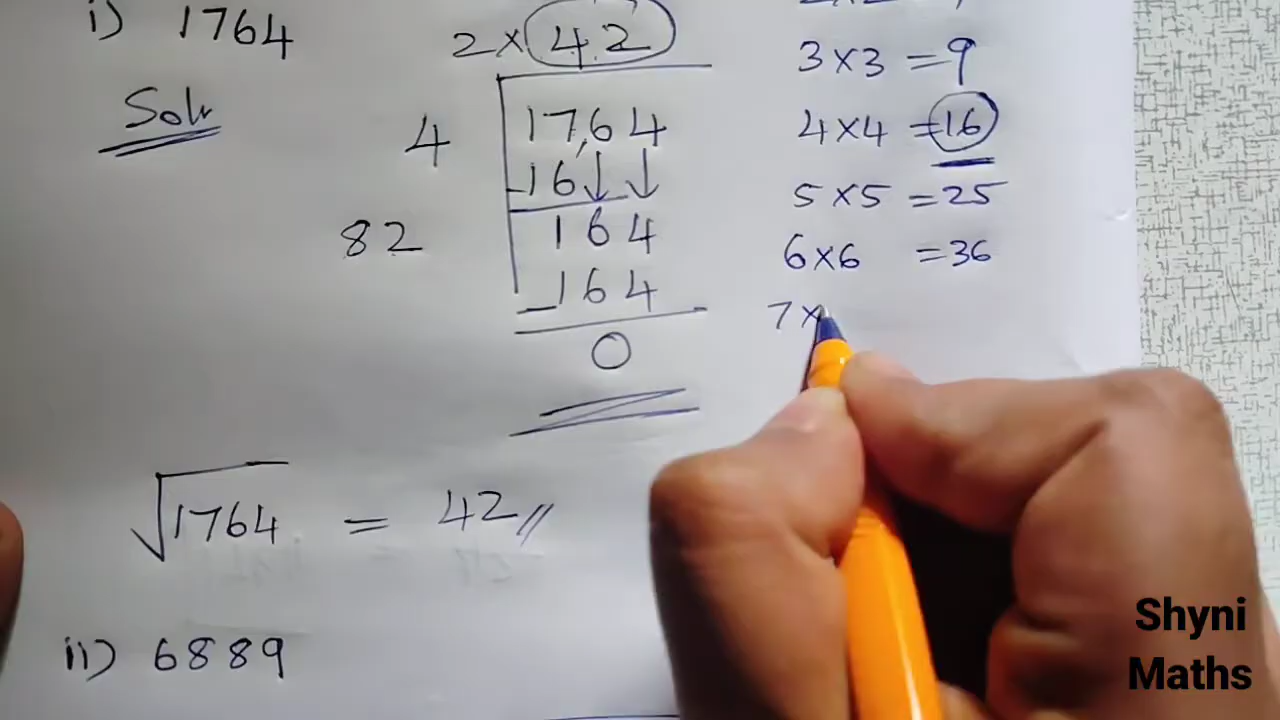 i) 1764
Soln
2×42
4
17,64
16↓↓
164
82
-164
0
3×3 =9
4×4 =16
5×5 =25
6×6 =36
7×
√1764 = 42//
ii) 6889
Shyni
Maths